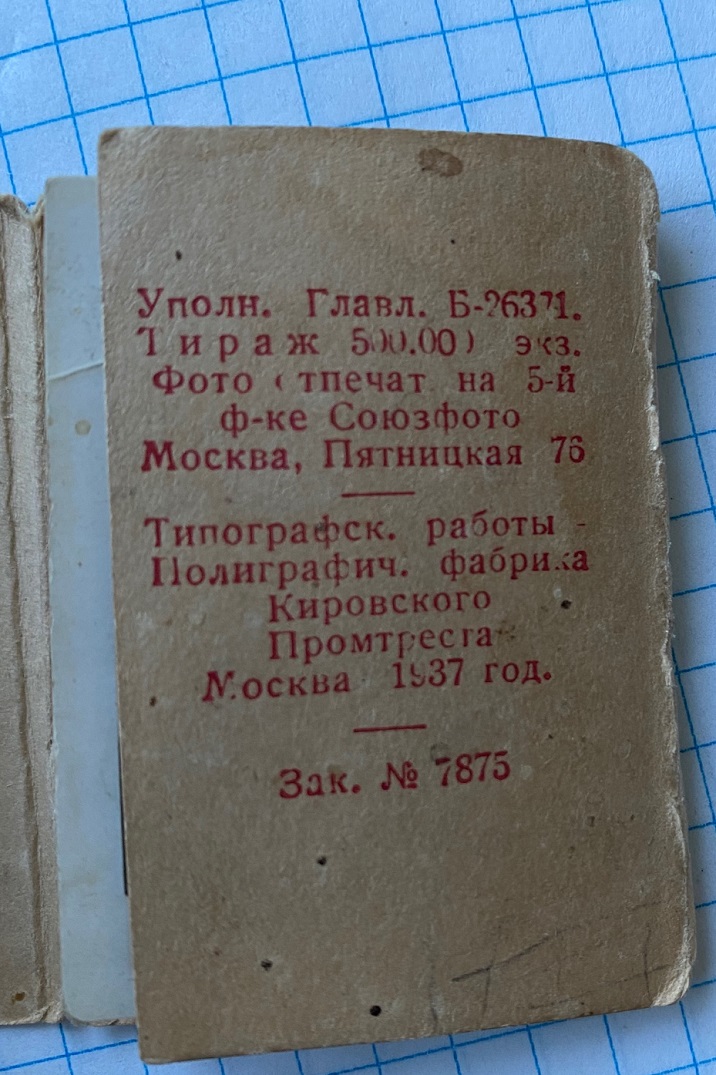 Уполн. Главл. Б-26371.
Тираж 500.000 экз.
Фото отпечат на 5-й
ф-ке Союзфото
Москва, Пятницкая 76
Типографск. работы -
Полиграфич. фабрика
Кировского
Промтреста
Москва 1937 год.
Зак. № 7875